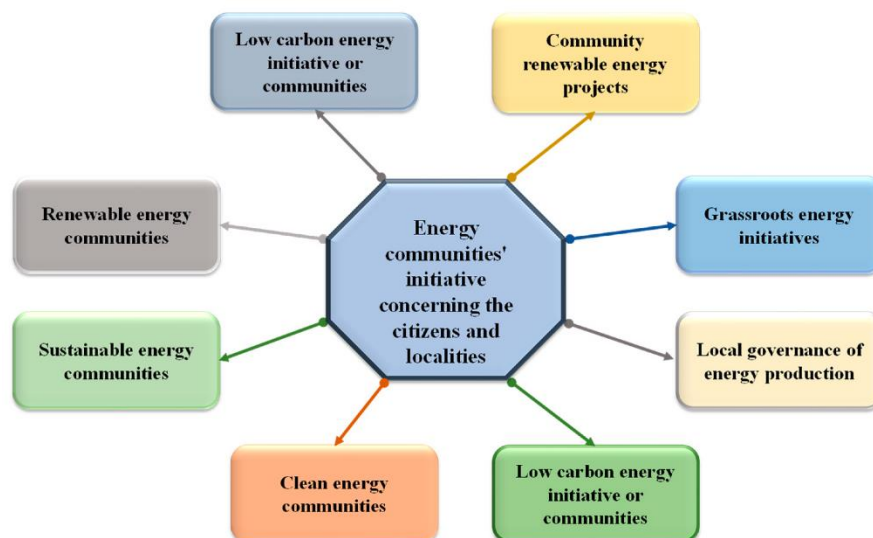 Low carbon energy
initiative or
communities
Community
renewable energy
projects
Renewable energy
communities
Energy
communities'
initiative
concerning the
citizens and
localities
Grassroots energy
initiatives
Sustainable energy
communities
Local governance of
energy production
Clean energy
communities
Low carbon energy
initiative or
communities